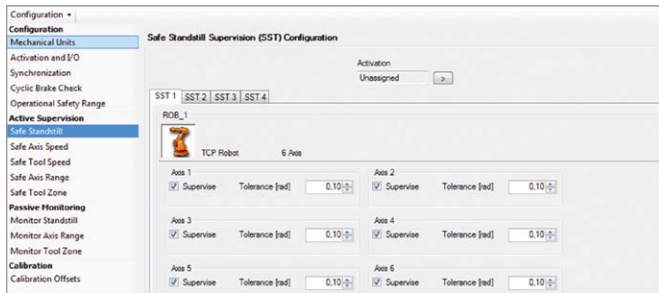 Configuration
Configuration
Mechanical Units
Activation and I/O
Synchronization
Cyclic Brake Check
Operational Safety Range
Active Supervision
Safe Standstill
Safe Axis Speed
Safe Tool Speed
Safe Axis Range
Safe Tool Zone
Passive Monitoring
Monitor Standstill
Monitor Axis Range
Monitor Tool Zone
Calibration
Calibration Offsets
Safe Standstill Supervision (SST) Configuration
Activation
Unassigned >
SST 1 SST 2 SST 3 SST 4
ROB_1
TCP Robot 6 Axis
Axis 1 Axis 2
Supervise Tolerance [rad] 0,10 Supervise Tolerance [rad] 0,10
Axis 3 Axis 4
Supervise Tolerance [rad] 0,10 Supervise Tolerance [rad] 0,10
Axis 5 Axis 6
Supervise Tolerance [rad] 0,10 Supervise Tolerance [rad] 0,10